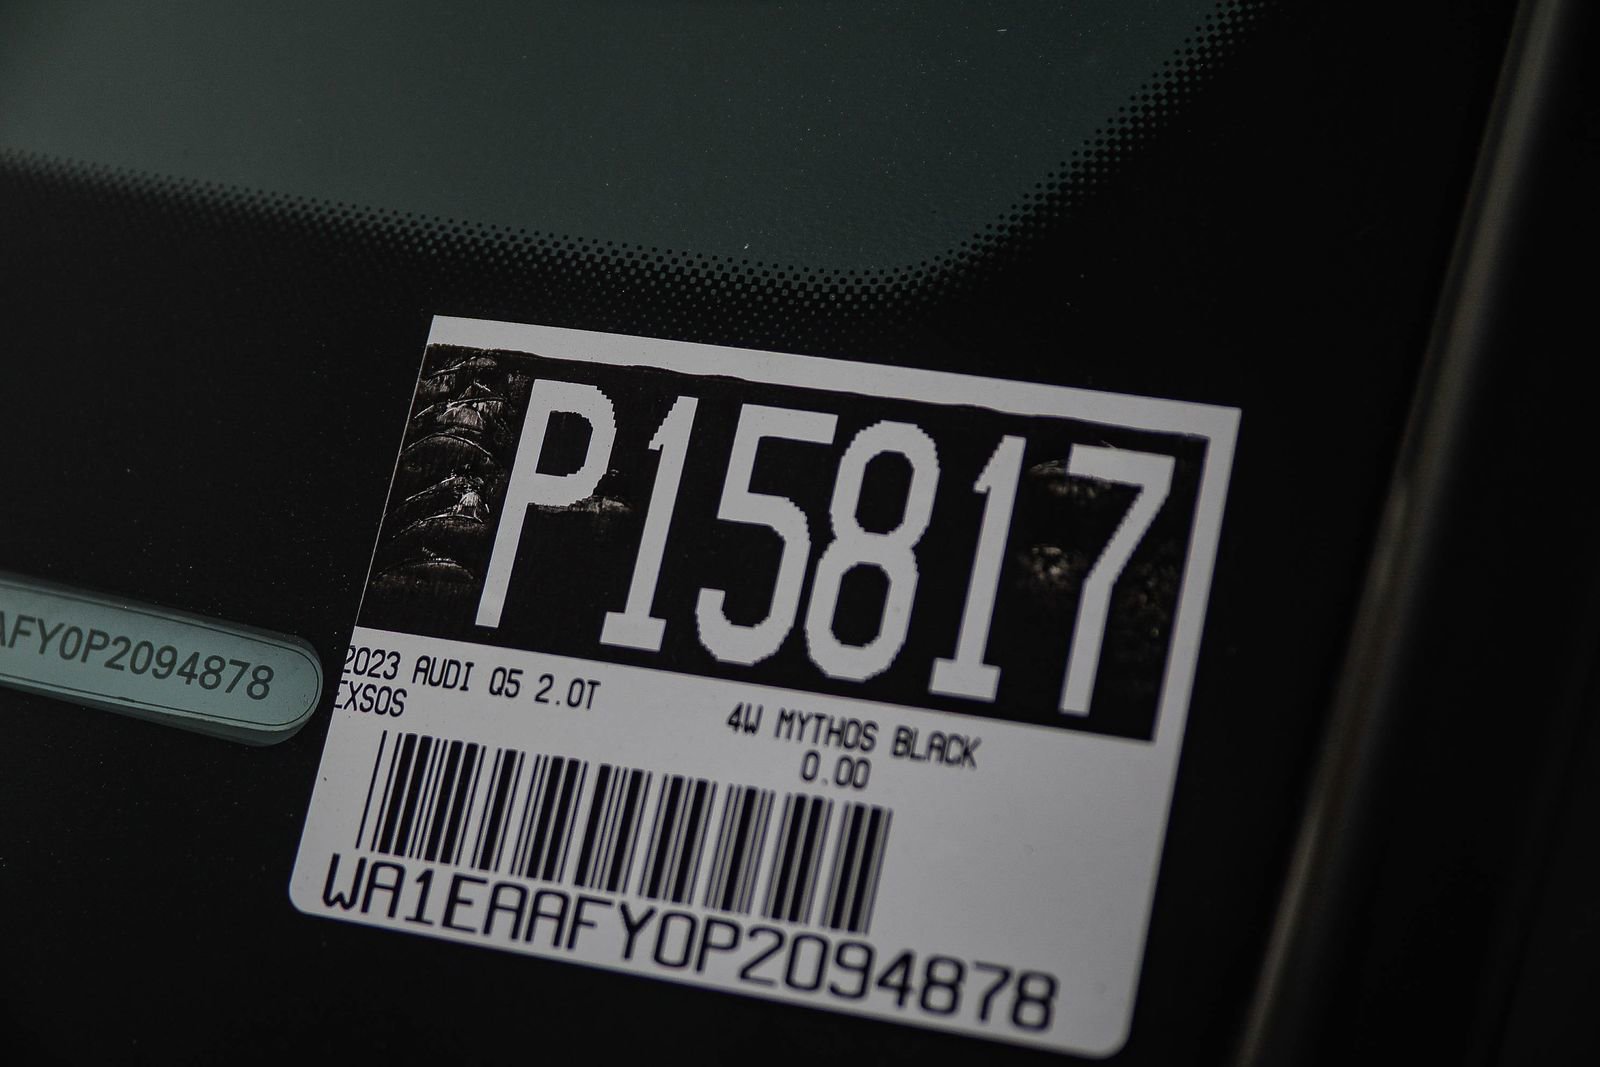 P15817
AFY0P2094878
2023 AUDI Q5 2.0T
EXSOS
4W MYTHOS BLACK
0.00
WA1EAAFY0P2094878